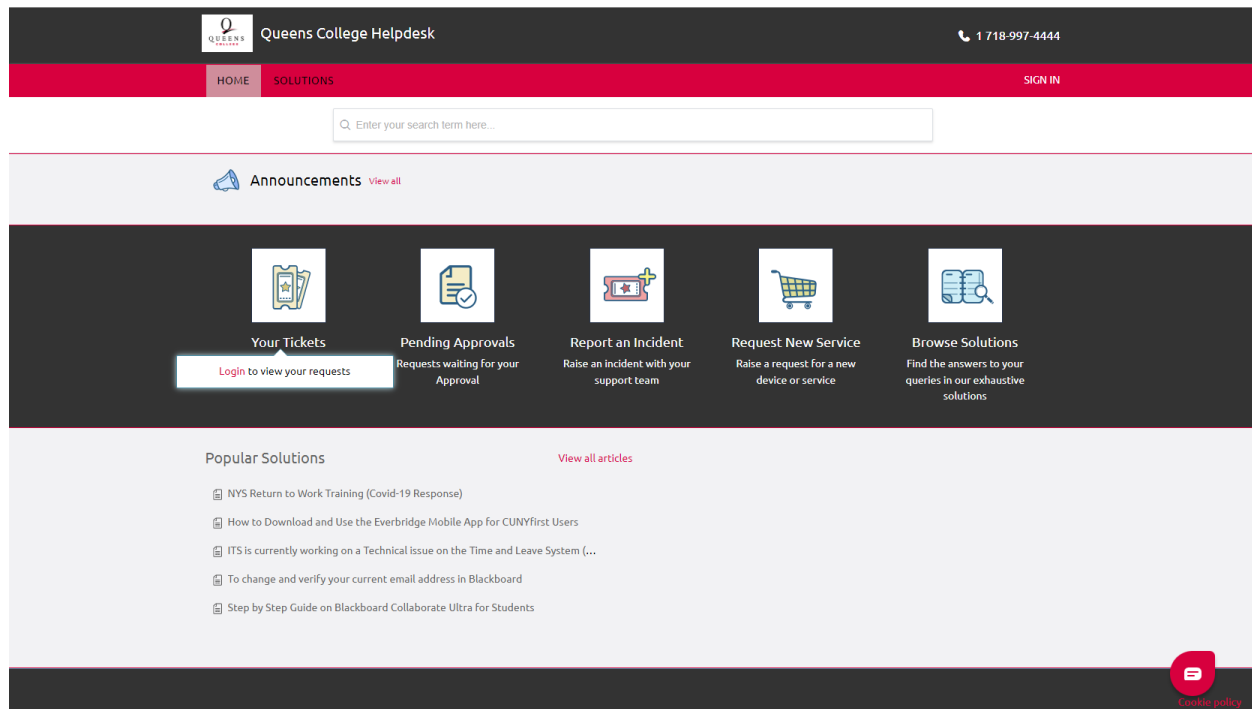 QUEENS
COLLEGE
Queens College Helpdesk
1 718-997-4444
HOME
SOLUTIONS
SIGN IN
Enter your search term here...
Announcements View all
Your Tickets
Login to view your requests
Pending Approvals
Requests waiting for your
Approval
Report an Incident
Raise an incident with your
support team
Request New Service
Raise a request for a new
device or service
Browse Solutions
Find the answers to your
queries in our exhaustive
solutions
Popular Solutions
View all articles
NYS Return to Work Training (Covid-19 Response)
How to Download and Use the Everbridge Mobile App for CUNYfirst Users
ITS is currently working on a Technical issue on the Time and Leave System (...
To change and verify your current email address in Blackboard
Step by Step Guide on Blackboard Collaborate Ultra for Students
Cookie policy